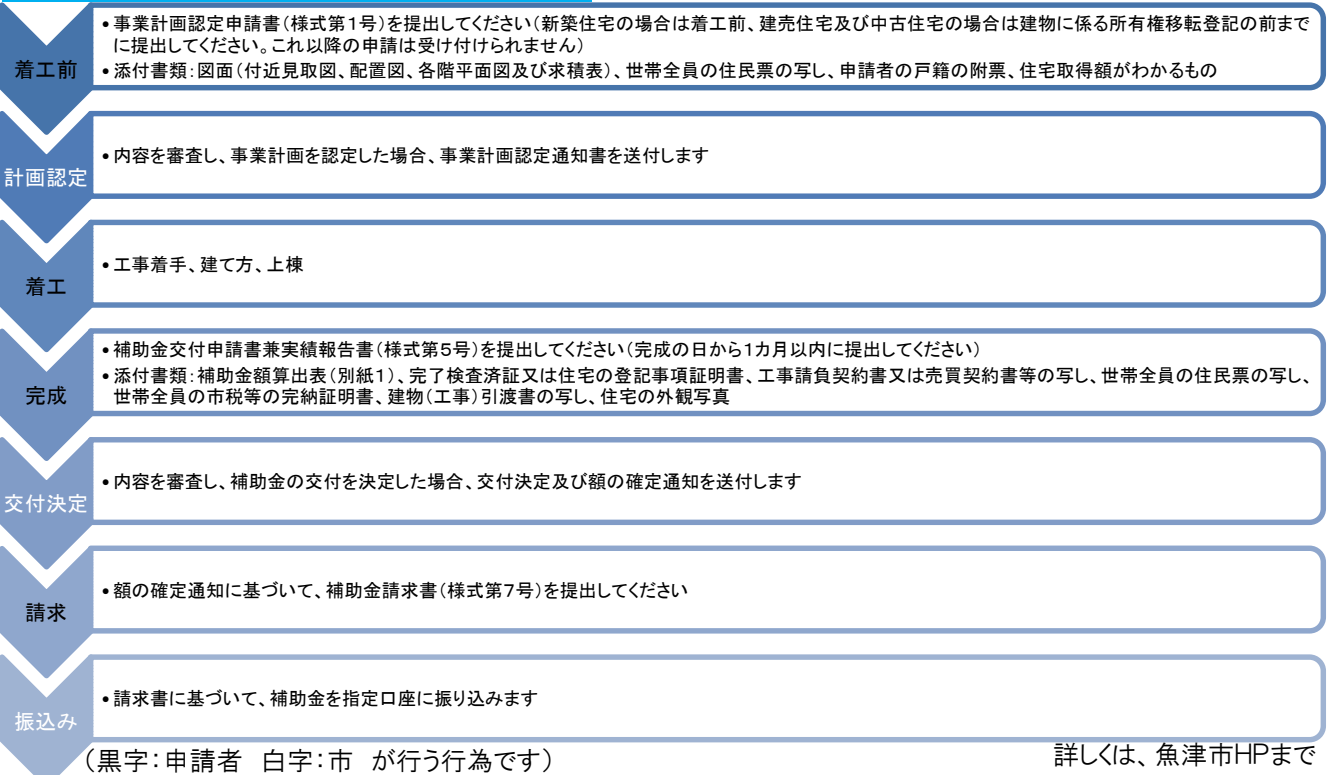 着工前
•事業計画認定申請書(様式第1号)を提出してください(新築住宅の場合は着工前、建売住宅及び中古住宅の場合は建物に係る所有権移転登記の前まで
に提出してください。これ以降の申請は受け付けられません)
•添付書類:図面(付近見取図、配置図、各階平面図及び求積表)、世帯全員の住民票の写し、申請者の戸籍の附票、住宅取得額がわかるもの
計画認定
•内容を審査し、事業計画を認定した場合、事業計画認定通知書を送付します
着工
•工事着手、建て方、上棟
完成
•補助金交付申請書兼実績報告書(様式第5号)を提出してください(完成の日から1カ月以内に提出してください)
•添付書類:補助金額算出表(別紙1)、完了検査済証又は住宅の登記事項証明書、工事請負契約書又は売買契約書等の写し、世帯全員の住民票の写し、
世帯全員の市税等の完納証明書、建物(工事)引渡書の写し、住宅の外観写真
交付決定
•内容を審査し、補助金の交付を決定した場合、交付決定及び額の確定通知を送付します
請求
•額の確定通知に基づいて、補助金請求書(様式第7号)を提出してください
振込み
•請求書に基づいて、補助金を指定口座に振り込みます
(黒字:申請者 白字:市 が行う行為です)
詳しくは、魚津市HPまで